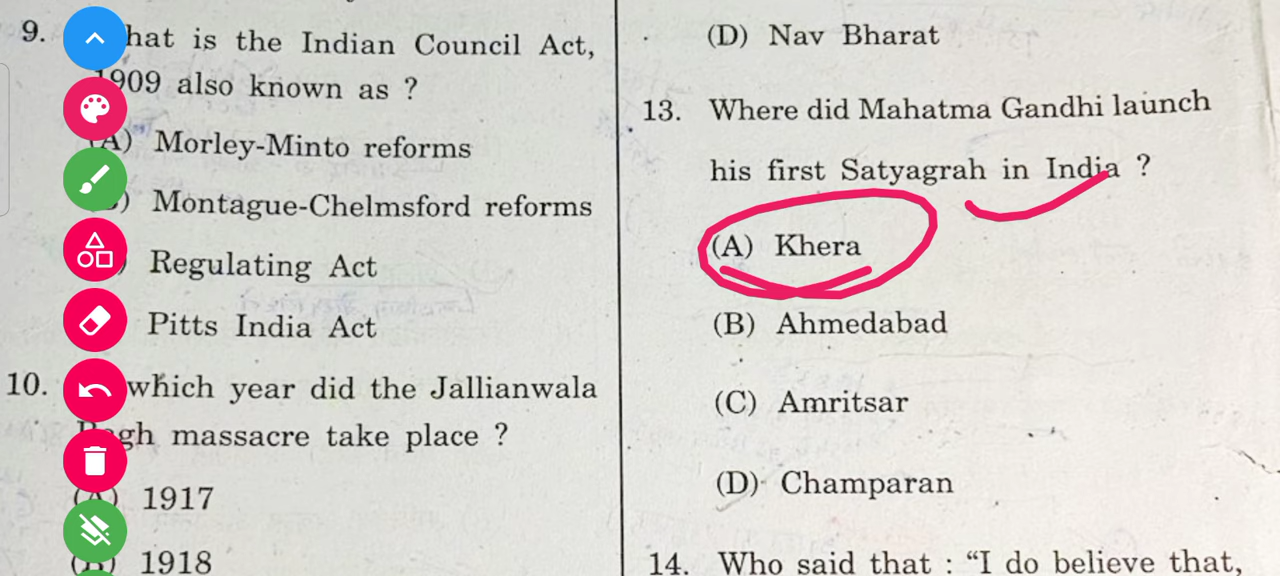 9. hat is the Indian Council Act,
1909 also known as ?
(A) Morley-Minto reforms
) Montague-Chelmsford reforms
) Regulating Act
Pitts India Act
10. which year did the Jallianwala
Bagh massacre take place ?
(A) 1917
(B) 1918
(D) Nav Bharat
13. Where did Mahatma Gandhi launch
his first Satyagrah in India ?
(A) Khera
(B) Ahmedabad
(C) Amritsar
(D) Champaran
14. Who said that : “I do believe that,